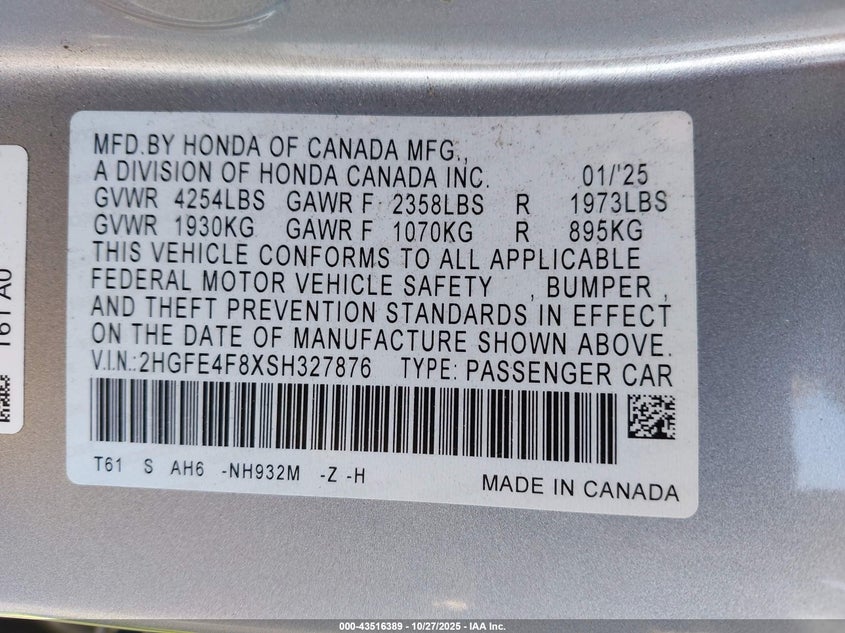 MFD.BY HONDA OF CANADA MFG.,
A DIVISION OF HONDA CANADA INC. 01/'25
GVWR 4254LBS GAWR F 2358LBS R 1973LBS
GVWR 1930KG GAWR F 1070KG R 895KG
THIS VEHICLE CONFORMS TO ALL APPLICABLE
FEDERAL MOTOR VEHICLE SAFETY , BUMPER ,
AND THEFT PREVENTION STANDARDS IN EFFECT
ON THE DATE OF MANUFACTURE SHOWN ABOVE.
V.I.N.:2HGFE4F8XSH327876 TYPE: PASSENGER CAR
T61 S AH6 -NH932M -Z -H
MADE IN CANADA
T61 A0
000-43516389 - 10/27/2025 - IAA Inc.